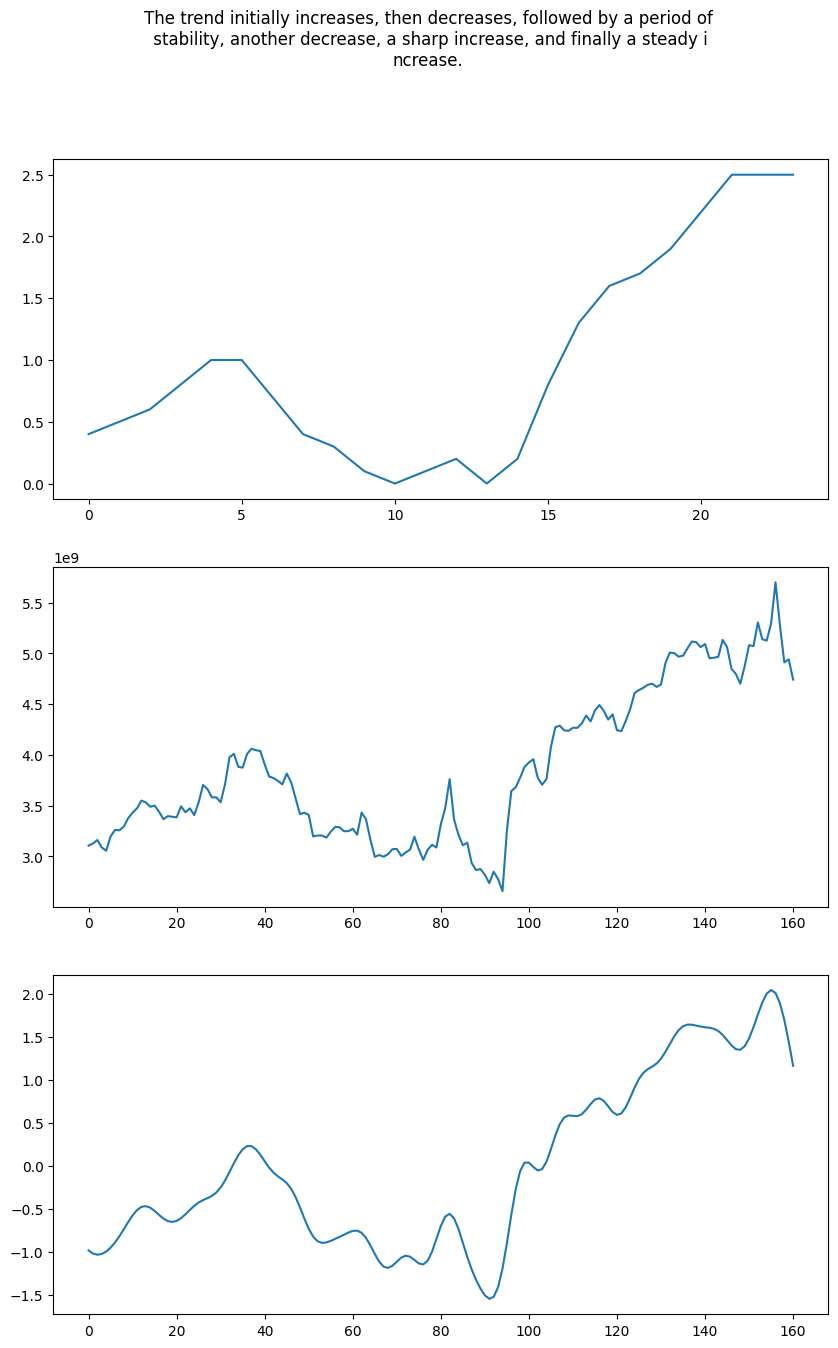 The trend initially increases, then decreases, followed by a period of
stability, another decrease, a sharp increase, and finally a steady i
ncrease.
2.5
2.0
1.5
1.0
0.5
0.0
0 5 10 15 20
1e9
5.5
5.0
4.5
4.0
3.5
3.0
0 20 40 60 80 100 120 140 160
2.0
1.5
1.0
0.5
0.0
−0.5
−1.0
−1.5
0 20 40 60 80 100 120 140 160